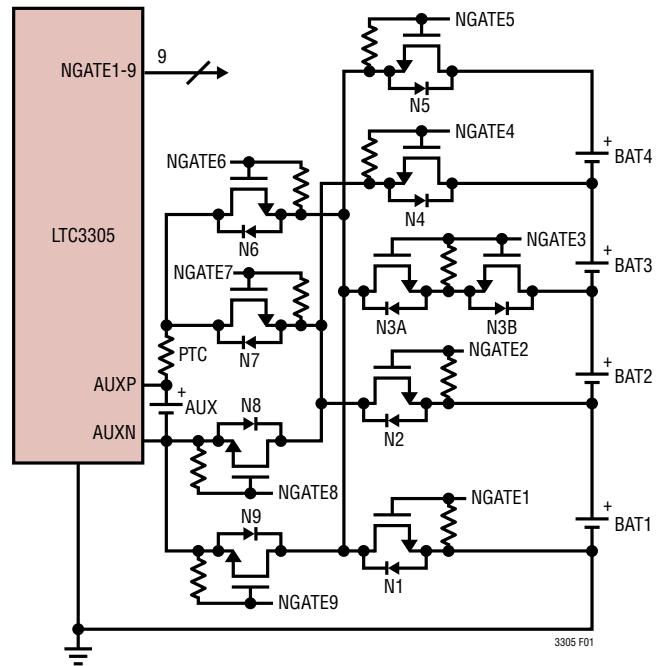 NGATE5
9
NGATE1-9
N5
NGATE4
+
BAT4
NGATE6
N4
LTC3305
NGATE3
+
BAT3
N6
NGATE7
N3A
N3B
PTC
N7
NGATE2
+
BAT2
AUXP
+
AUX
N8
N2
AUXN
NGATE8
NGATE1
+
BAT1
N9
N1
NGATE9
3305 F01